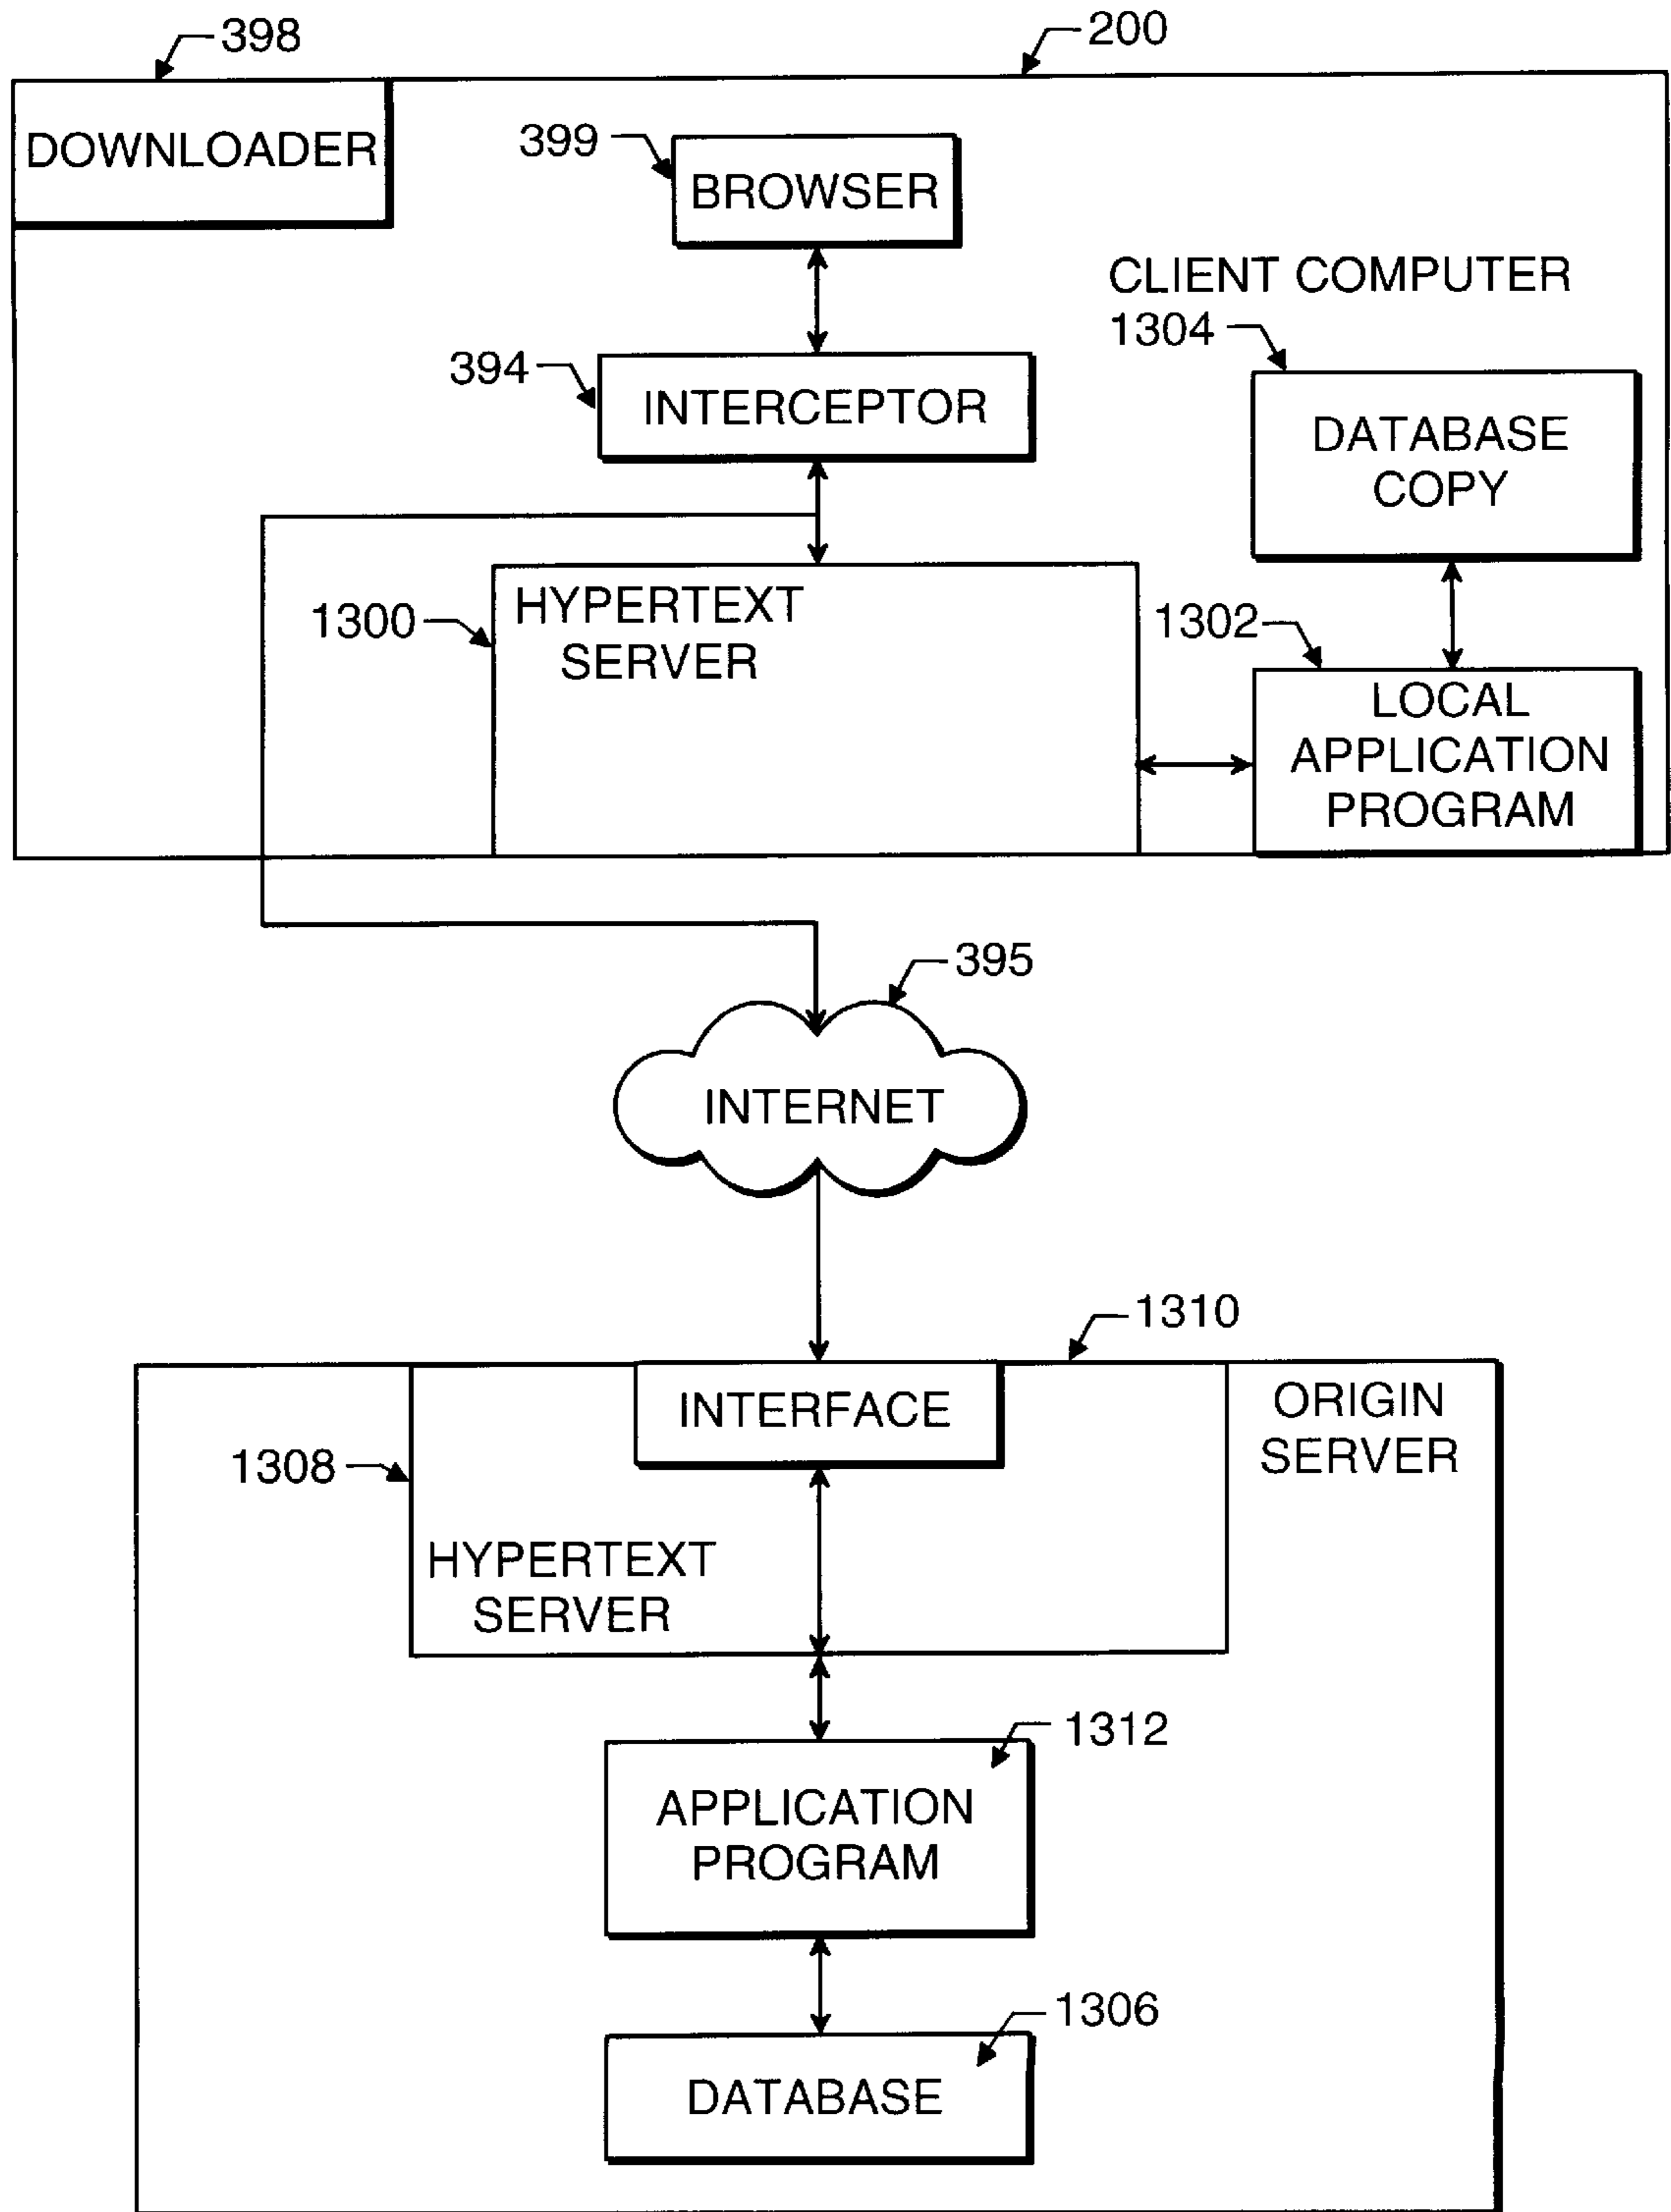 398
200
DOWNLOADER
399
BROWSER
CLIENT COMPUTER
1304
394
INTERCEPTOR
DATABASE
COPY
1300
HYPERTEXT
SERVER
1302
LOCAL
APPLICATION
PROGRAM
395
INTERNET
1310
INTERFACE
ORIGIN
SERVER
1308
HYPERTEXT
SERVER
1312
APPLICATION
PROGRAM
1306
DATABASE